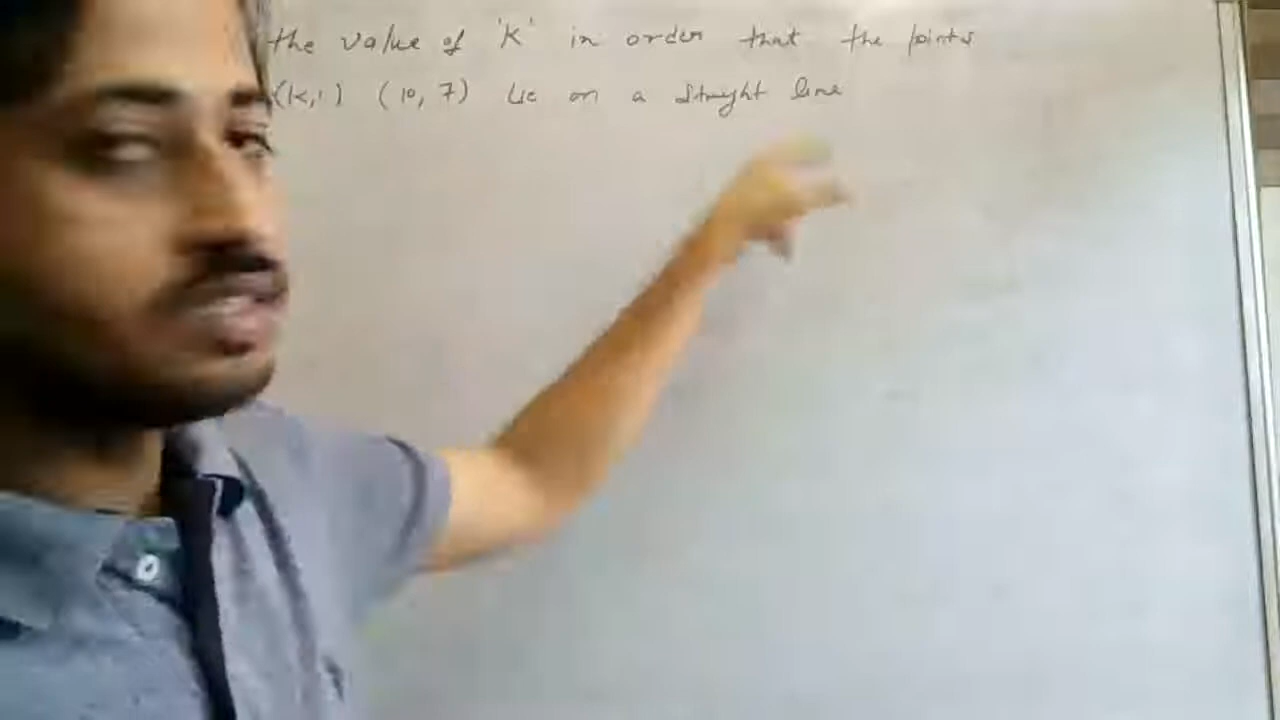 the value of 'K' in order that the points
(K,1) (10, 7) lie on a straight line